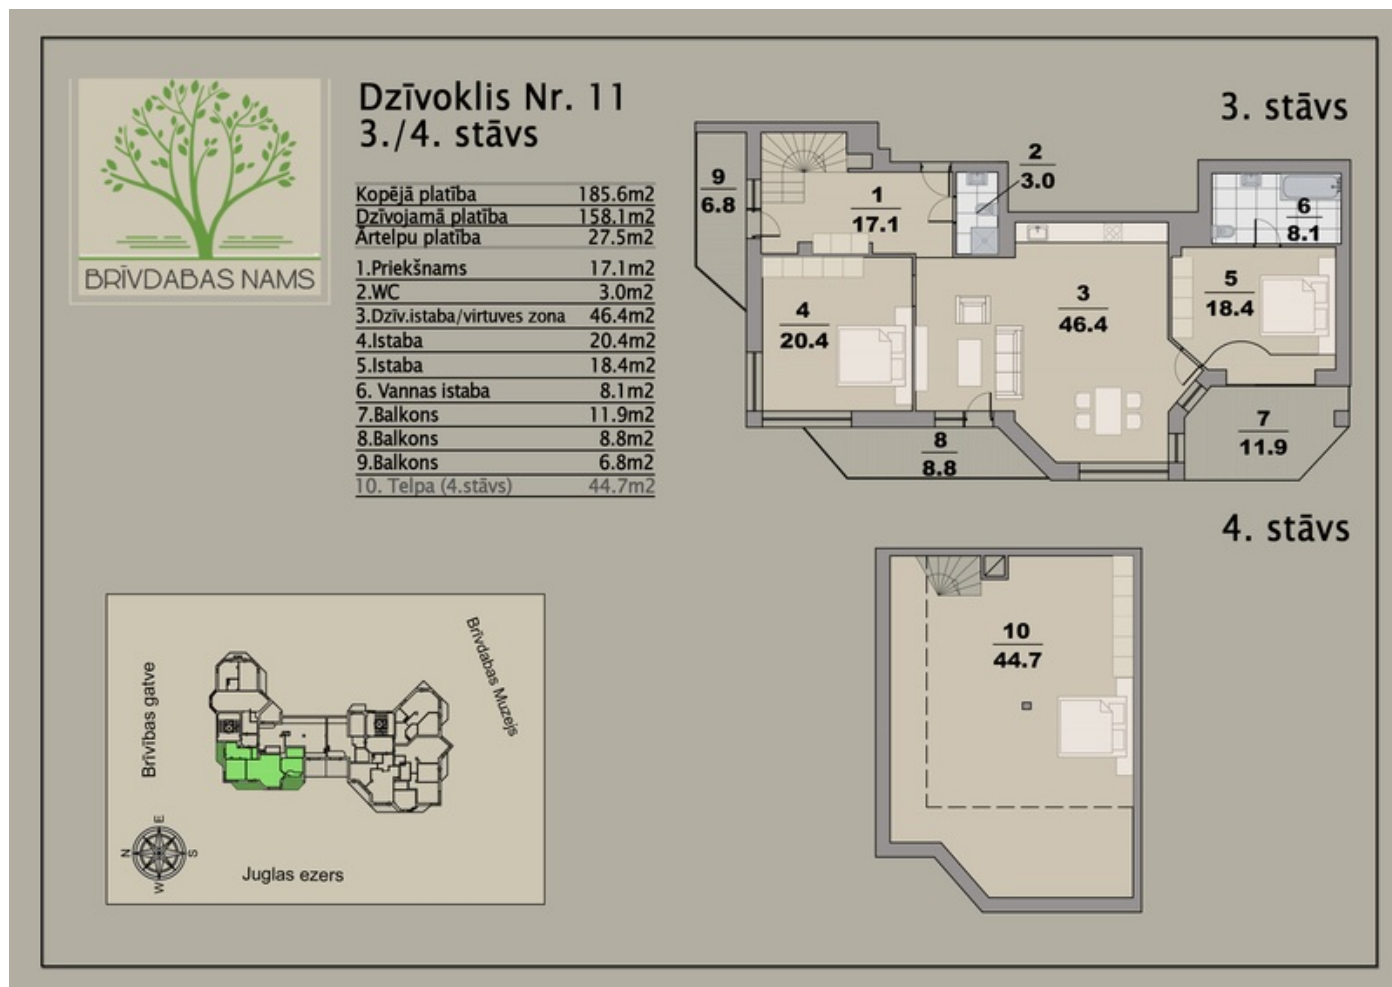 BRĪVDABAS NAMS
Dzīvoklis Nr. 11
3./4. stāvs
Kopējā platība 185.6m2
Dzīvojamā platība 158.1m2
Ārtelpu platība 27.5m2
1.Priekšnams 17.1m2
2.WC 3.0m2
3.Dzīv.istaba/virtuves zona 46.4m2
4.Istaba 20.4m2
5.Istaba 18.4m2
6. Vannas istaba 8.1m2
7.Balkons 11.9m2
8.Balkons 8.8m2
9.Balkons 6.8m2
10. Telpa (4.stāvs) 44.7m2
3. stāvs
9
6.8
1
17.1
2
3.0
6
8.1
4
20.4
3
46.4
5
18.4
8
8.8
7
11.9
4. stāvs
10
44.7
Brīvības gatve
Brīvdabas Muzejs
Juglas ezers
E
N
S
W